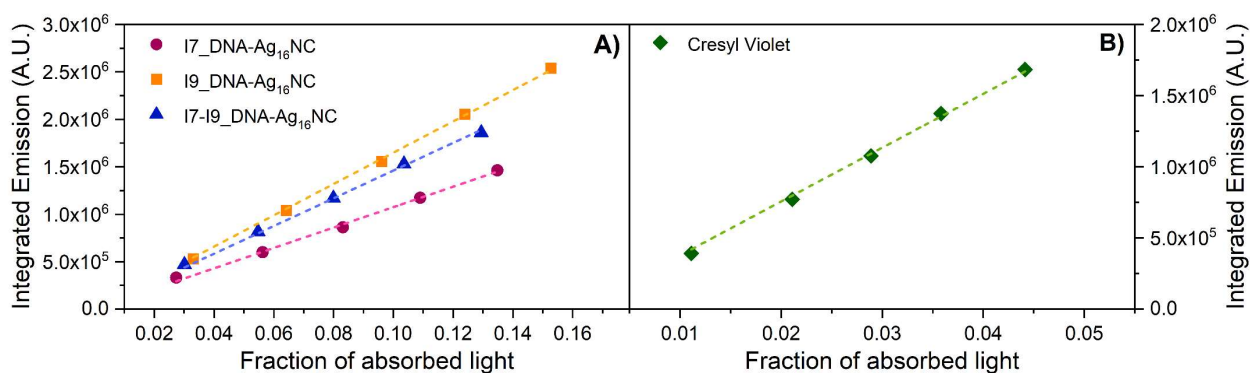 A)
Integrated Emission (A.U.)
3.0x10⁶
2.5x10⁶
2.0x10⁶
1.5x10⁶
1.0x10⁶
5.0x10⁵
0.0
I7_DNA-Ag₁₆NC
I9_DNA-Ag₁₆NC
I7-I9_DNA-Ag₁₆NC
0.02 0.04 0.06 0.08 0.10 0.12 0.14 0.16
Fraction of absorbed light
B)
Cresyl Violet
2.0x10⁶
1.5x10⁶
1.0x10⁶
5.0x10⁵
0.0
Integrated Emission (A.U.)
0.01 0.02 0.03 0.04 0.05
Fraction of absorbed light